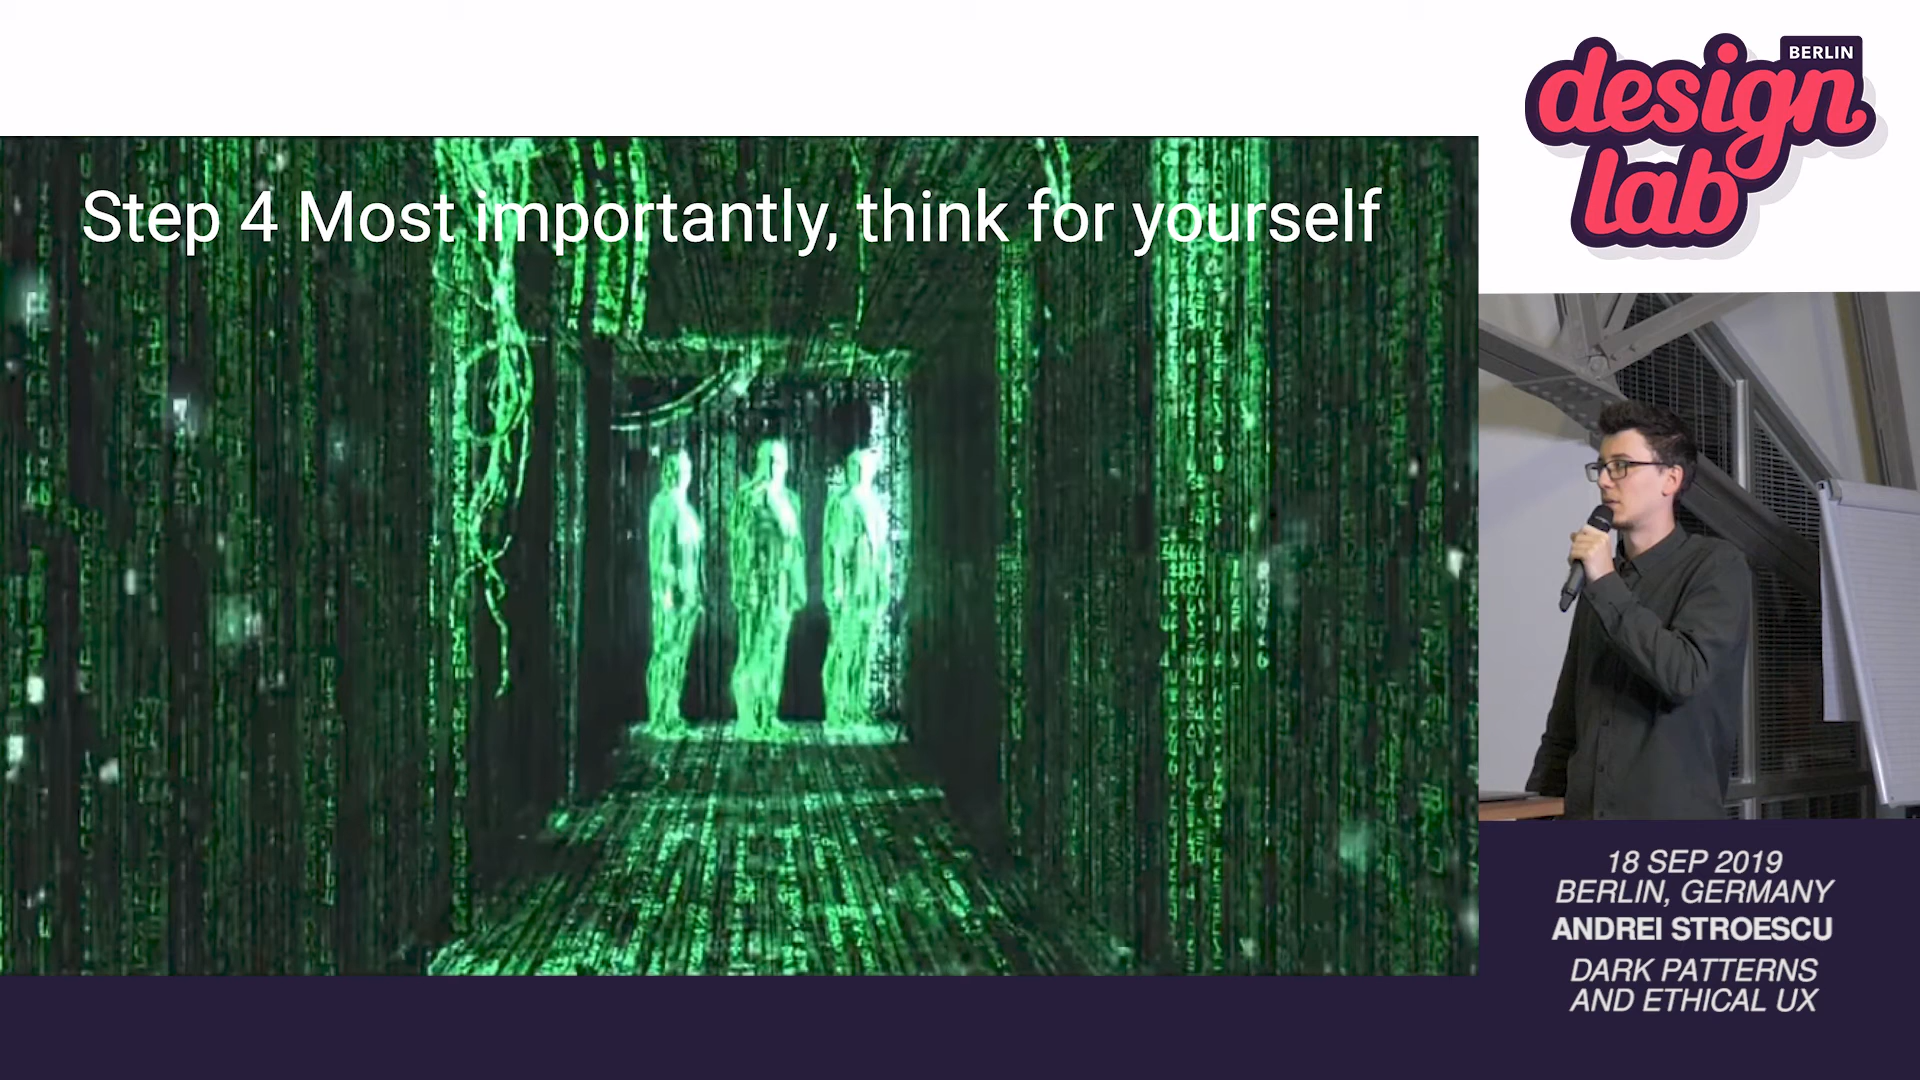 Step 4 Most importantly, think for yourself
BERLIN
design
lab
18 SEP 2019
BERLIN, GERMANY
ANDREI STROESCU
DARK PATTERNS
AND ETHICAL UX